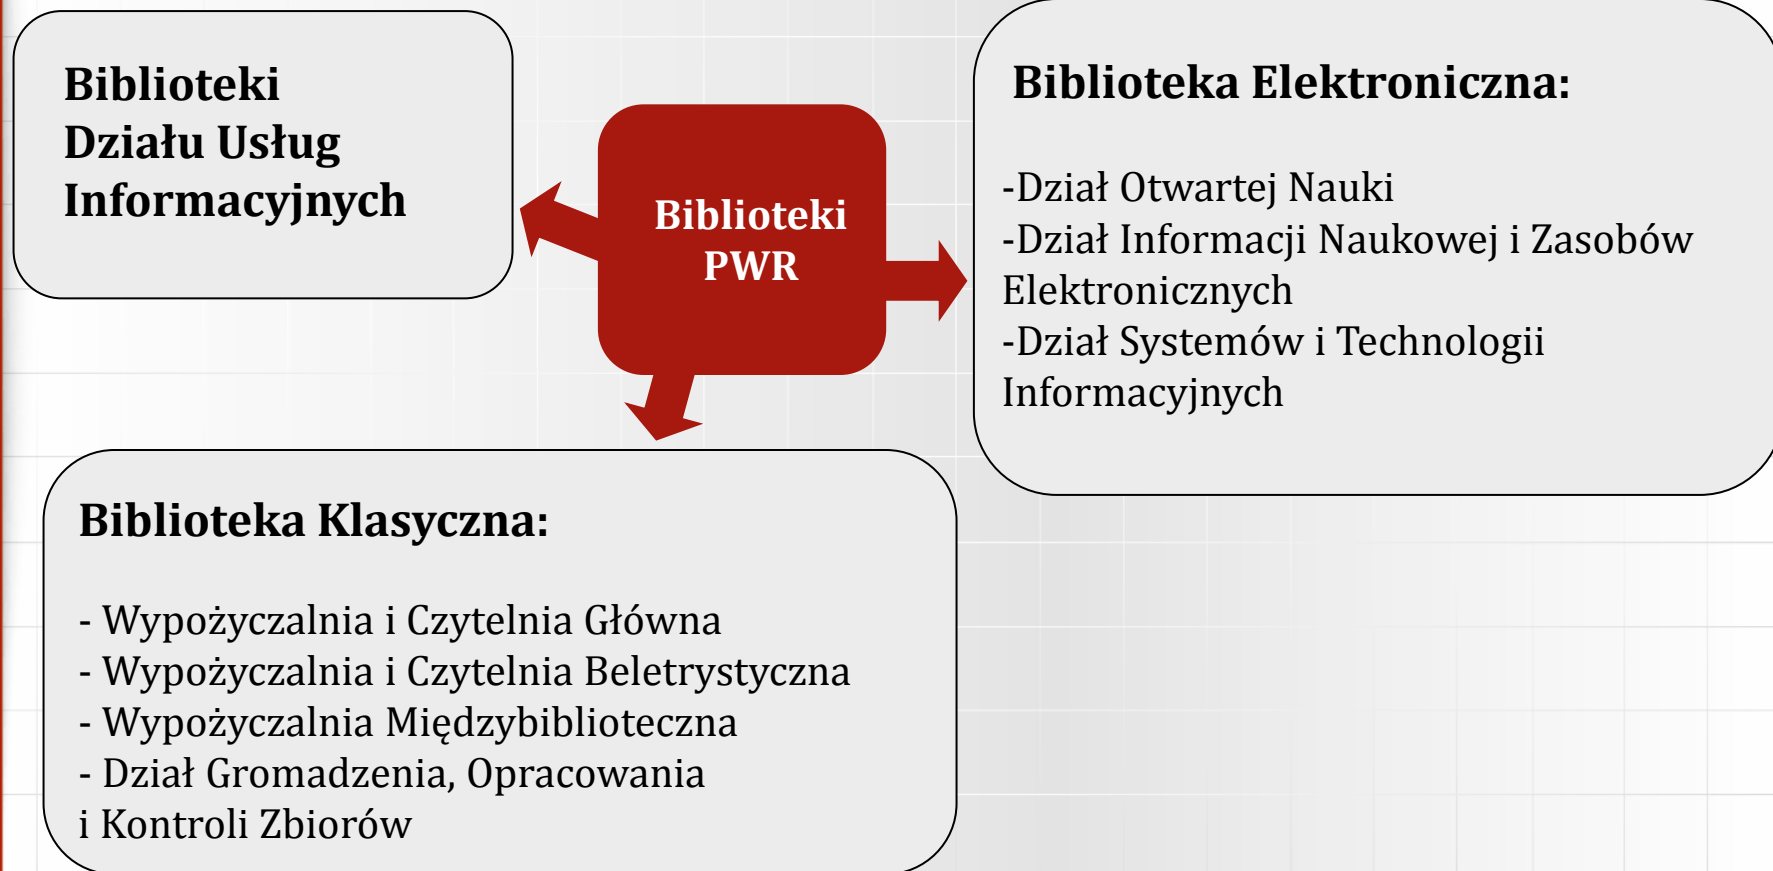 Biblioteki
Działu Usług
Informacyjnych
Biblioteki
PWR
Biblioteka Elektroniczna:
-Dział Otwartej Nauki
-Dział Informacji Naukowej i Zasobów
Elektronicznych
-Dział Systemów i Technologii
Informacyjnych
Biblioteka Klasyczna:
- Wypożyczalnia i Czytelnia Główna
- Wypożyczalnia i Czytelnia Beletrystyczna
- Wypożyczalnia Międzybiblioteczna
- Dział Gromadzenia, Opracowania
i Kontroli Zbiorów